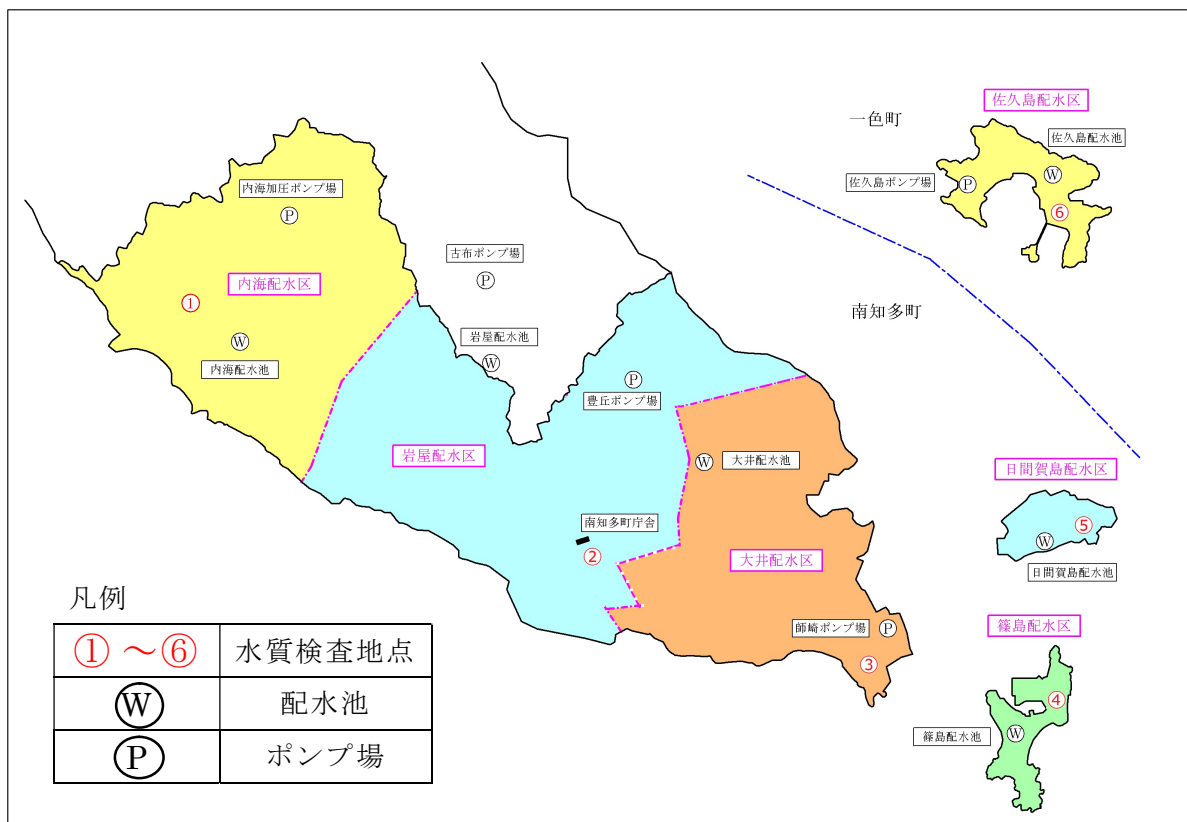 佐久島配水区
一色町
佐久島配水池
佐久島ポンプ場
P
W
⑥
内海加圧ポンプ場
P
古布ポンプ場
P
内海配水区
①
南知多町
岩屋配水池
W
W
内海配水池
P
豊丘ポンプ場
岩屋配水区
W
大井配水池
日間賀島配水区
⑤
W
日間賀島配水池
南知多町庁舎
②
大井配水区
師崎ポンプ場
P
③
篠島配水区
④
W
篠島配水池
凡例
①～⑥ 水質検査地点
W 配水池
P ポンプ場